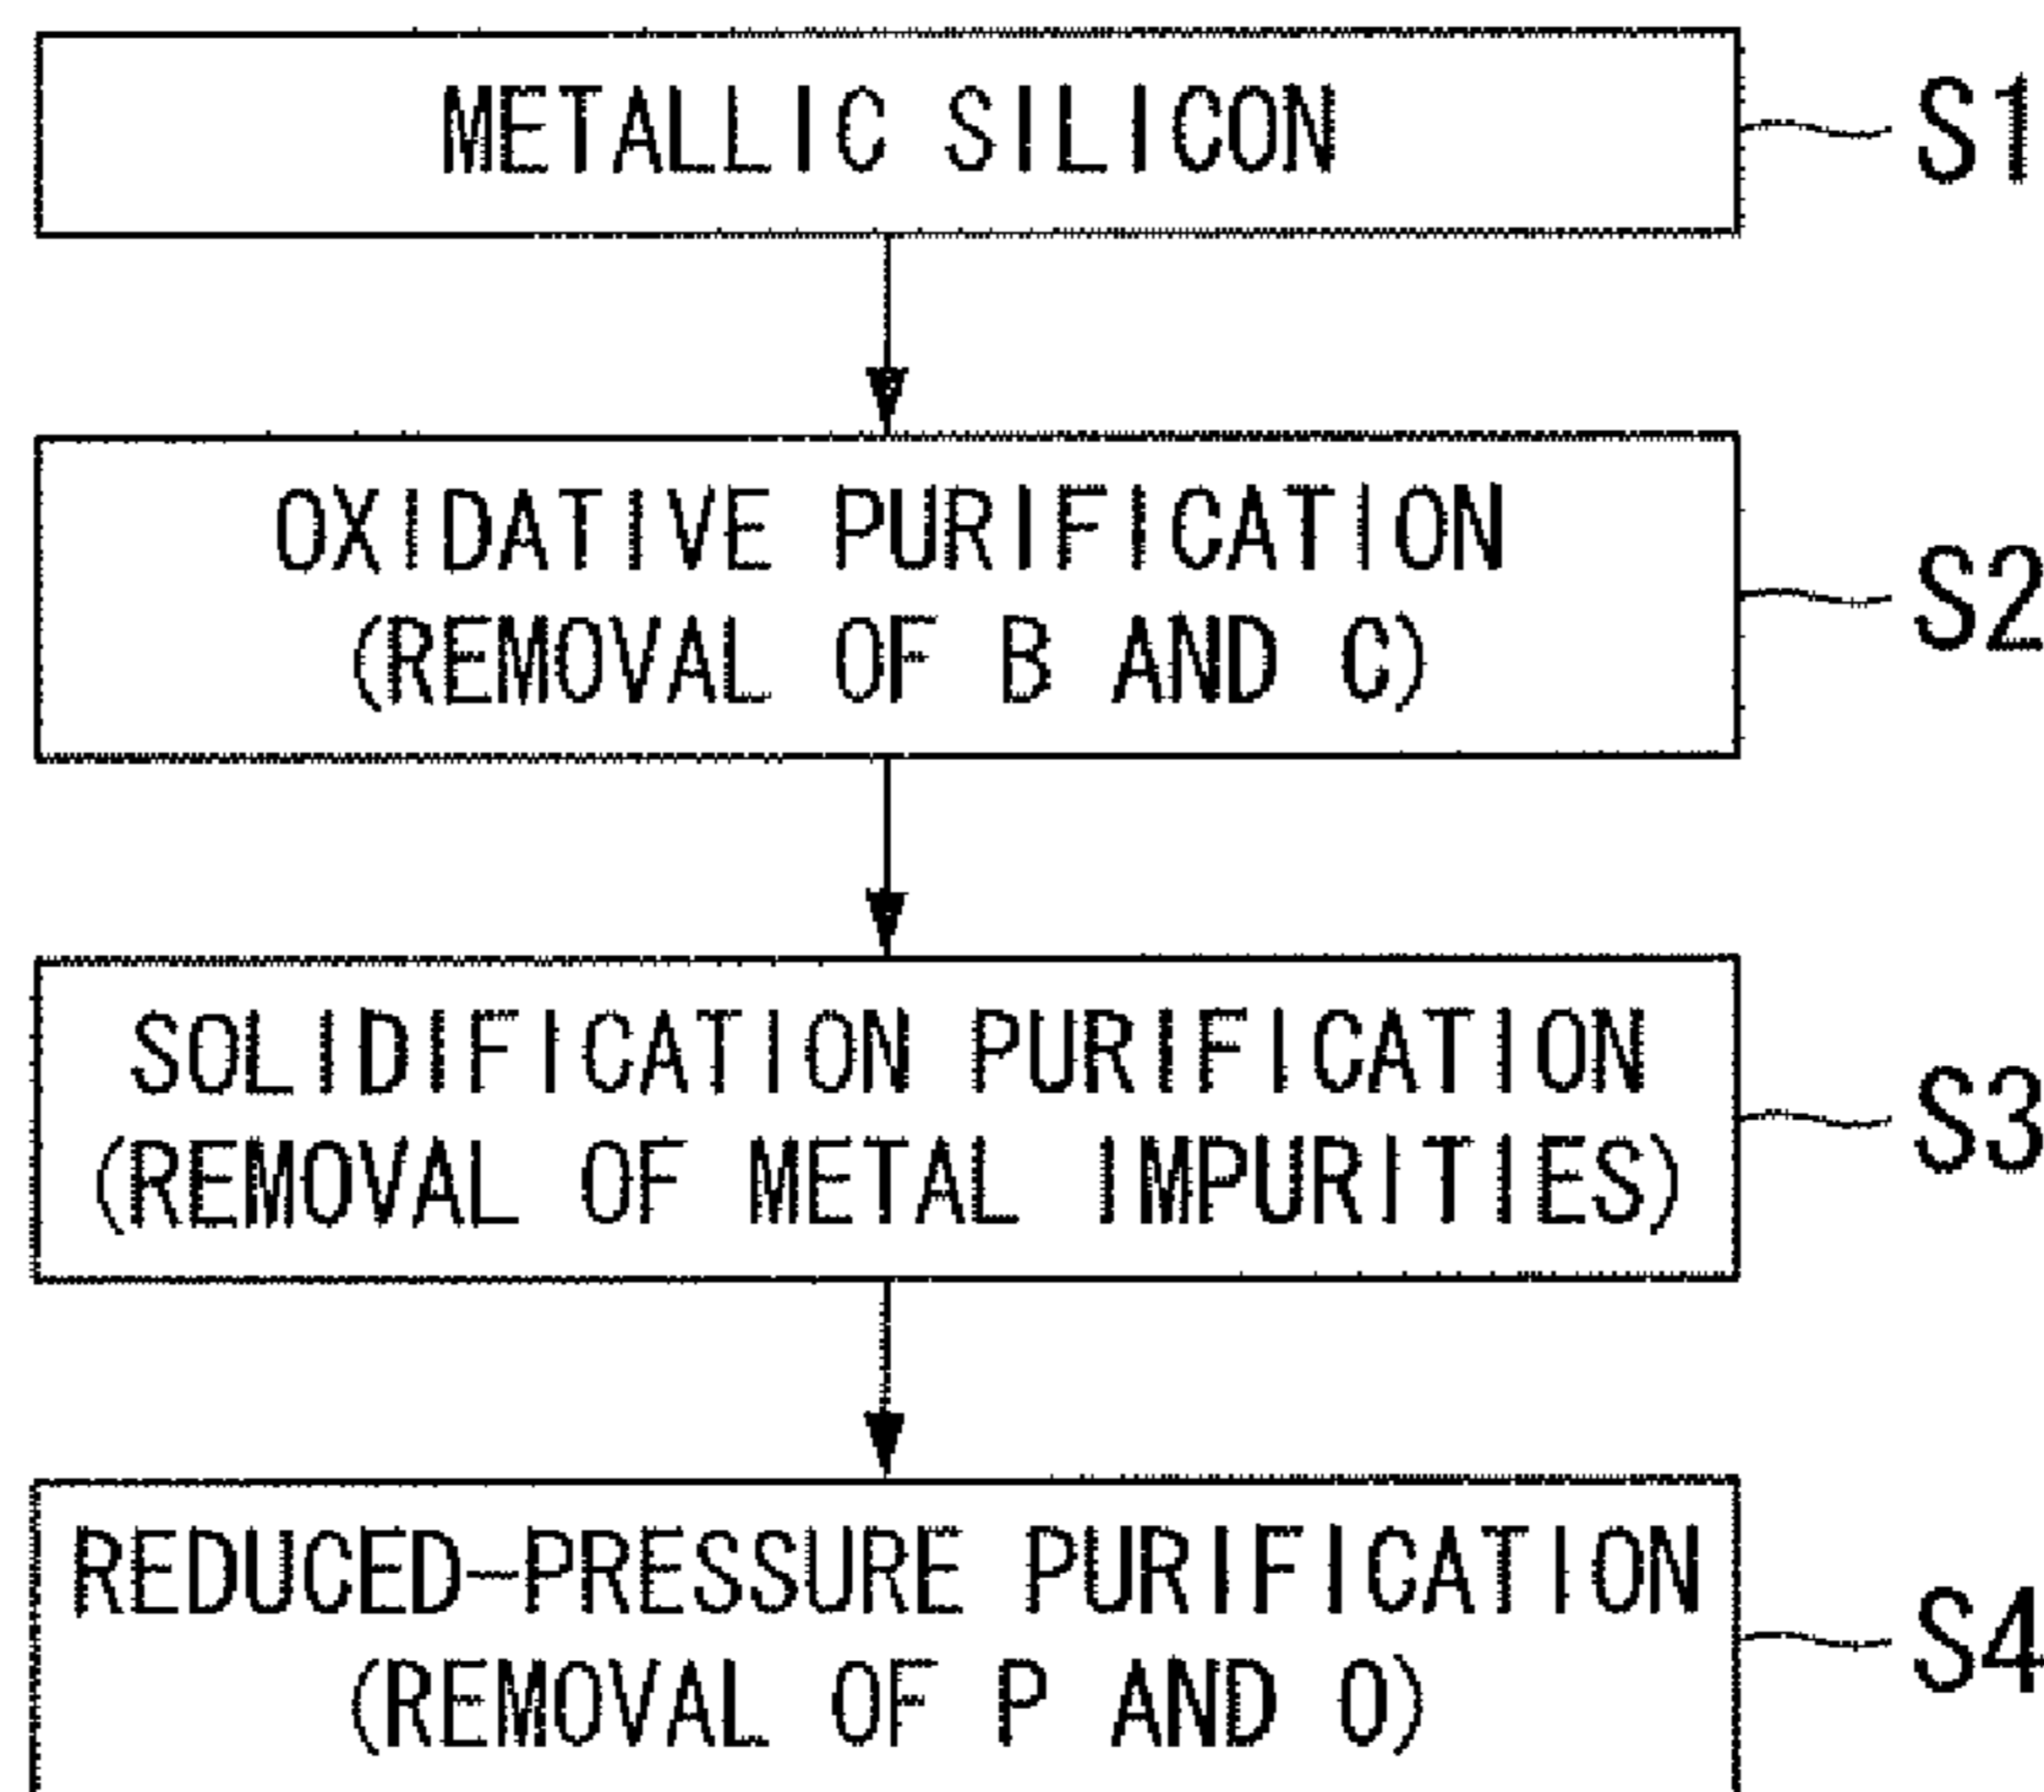 METALLIC SILICON
S1
OXIDATIVE PURIFICATION
(REMOVAL OF B AND C)
S2
SOLIDIFICATION PURIFICATION
(REMOVAL OF METAL IMPURITIES)
S3
REDUCED-PRESSURE PURIFICATION
(REMOVAL OF P AND O)
S4